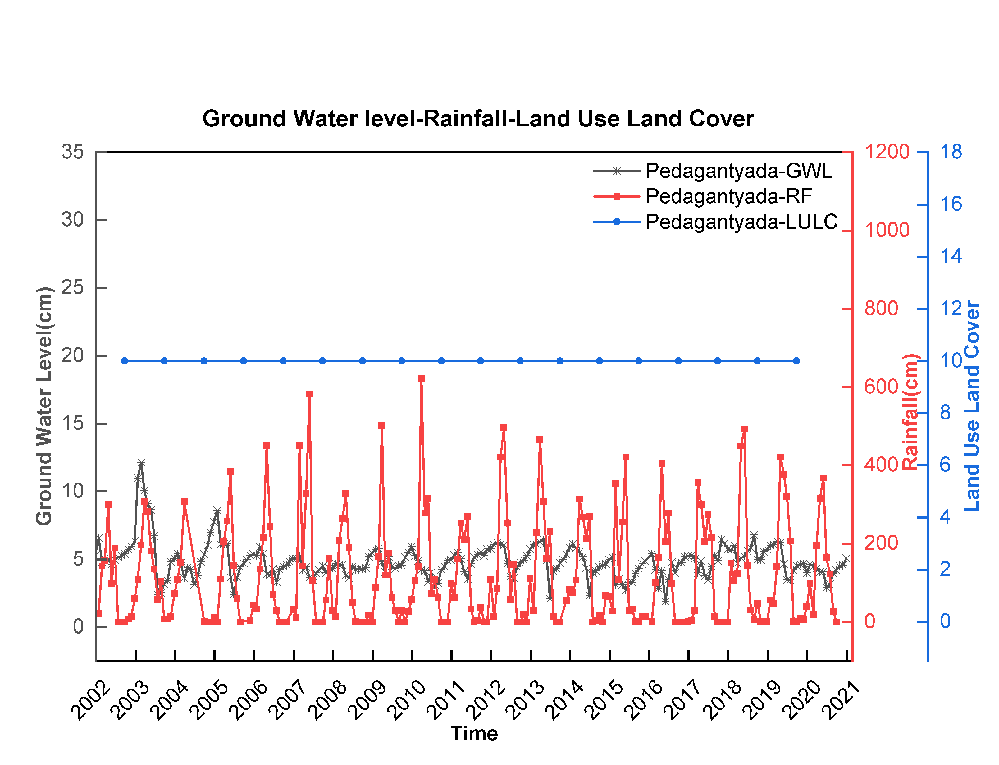 Ground Water level-Rainfall-Land Use Land Cover
Pedagantyada-GWL
Pedagantyada-RF
Pedagantyada-LULC
Ground Water Level(cm)
35
30
25
20
15
10
5
0
1200
1000
800
600
400
200
0
Rainfall(cm)
18
16
14
12
10
8
6
4
2
0
Land Use Land Cover
2002 2003 2004 2005 2006 2007 2008 2009 2010 2011 2012 2013 2014 2015 2016 2017 2018 2019 2020 2021
Time